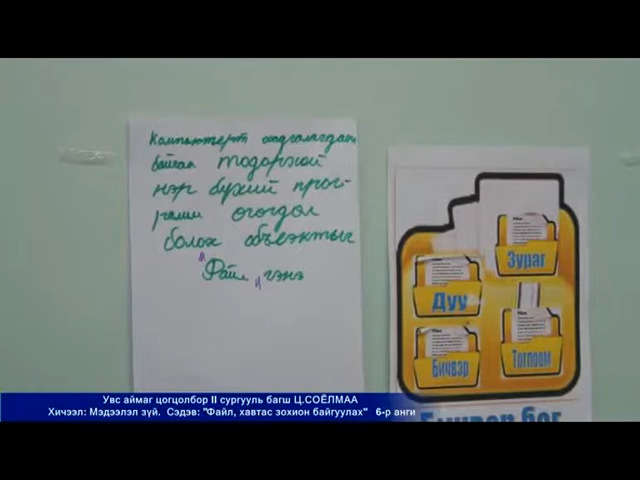 Компьютерт хадгалагдаж
байгаа тодорхой
нэр бүхий прог-
рамм өгөгдөл
болох объектыг
"Файл" гэнэ
Зураг
Дуу
Бичвэр
Тоглоом
Увс аймаг цогцолбор II сургууль багш Ц.СОЁЛМАА
Хичээл: Мэдээлэл зүй. Сэдэв: "Файл, хавтас зохион байгуулах" 6-р анги